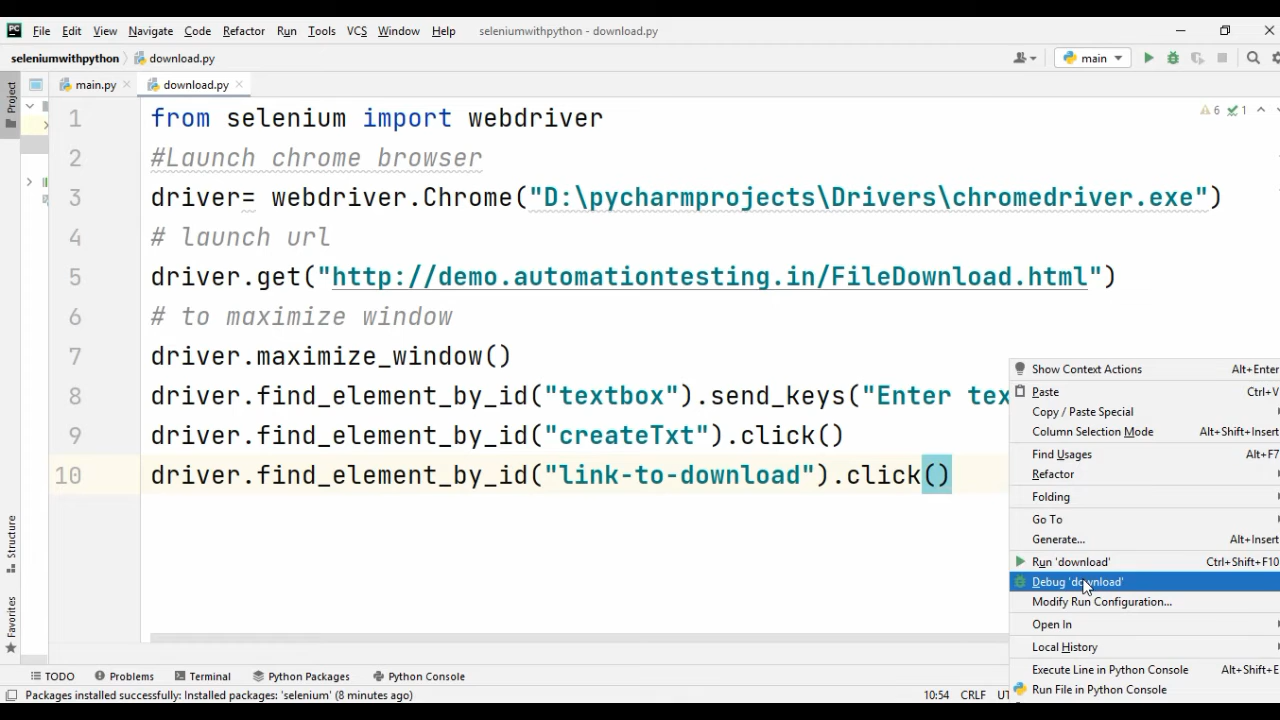 PC File Edit View Navigate Code Refactor Run Tools VCS Window Help seleniumwithpython - download.py
seleniumwithpython download.py main
Project main.py download.py
1 from selenium import webdriver 6 1
2 #Launch chrome browser
3 driver= webdriver.Chrome("D:\pycharmprojects\Drivers\chromedriver.exe")
4 # launch url
5 driver.get("http://demo.automationtesting.in/FileDownload.html")
6 # to maximize window
7 driver.maximize_window()
8 driver.find_element_by_id("textbox").send_keys("Enter tex
9 driver.find_element_by_id("createTxt").click()
10 driver.find_element_by_id("link-to-download").click()
Show Context Actions Alt+Enter
Paste Ctrl+V
Copy / Paste Special
Column Selection Mode Alt+Shift+Insert
Find Usages Alt+F7
Refactor
Folding
Go To
Generate... Alt+Insert
Run 'download' Ctrl+Shift+F10
Debug 'download'
Modify Run Configuration...
Open In
Local History
Execute Line in Python Console Alt+Shift+E
Run File in Python Console
Structure
Favorites
TODO Problems Terminal Python Packages Python Console
Packages installed successfully: Installed packages: 'selenium' (8 minutes ago) 10:54 CRLF UT